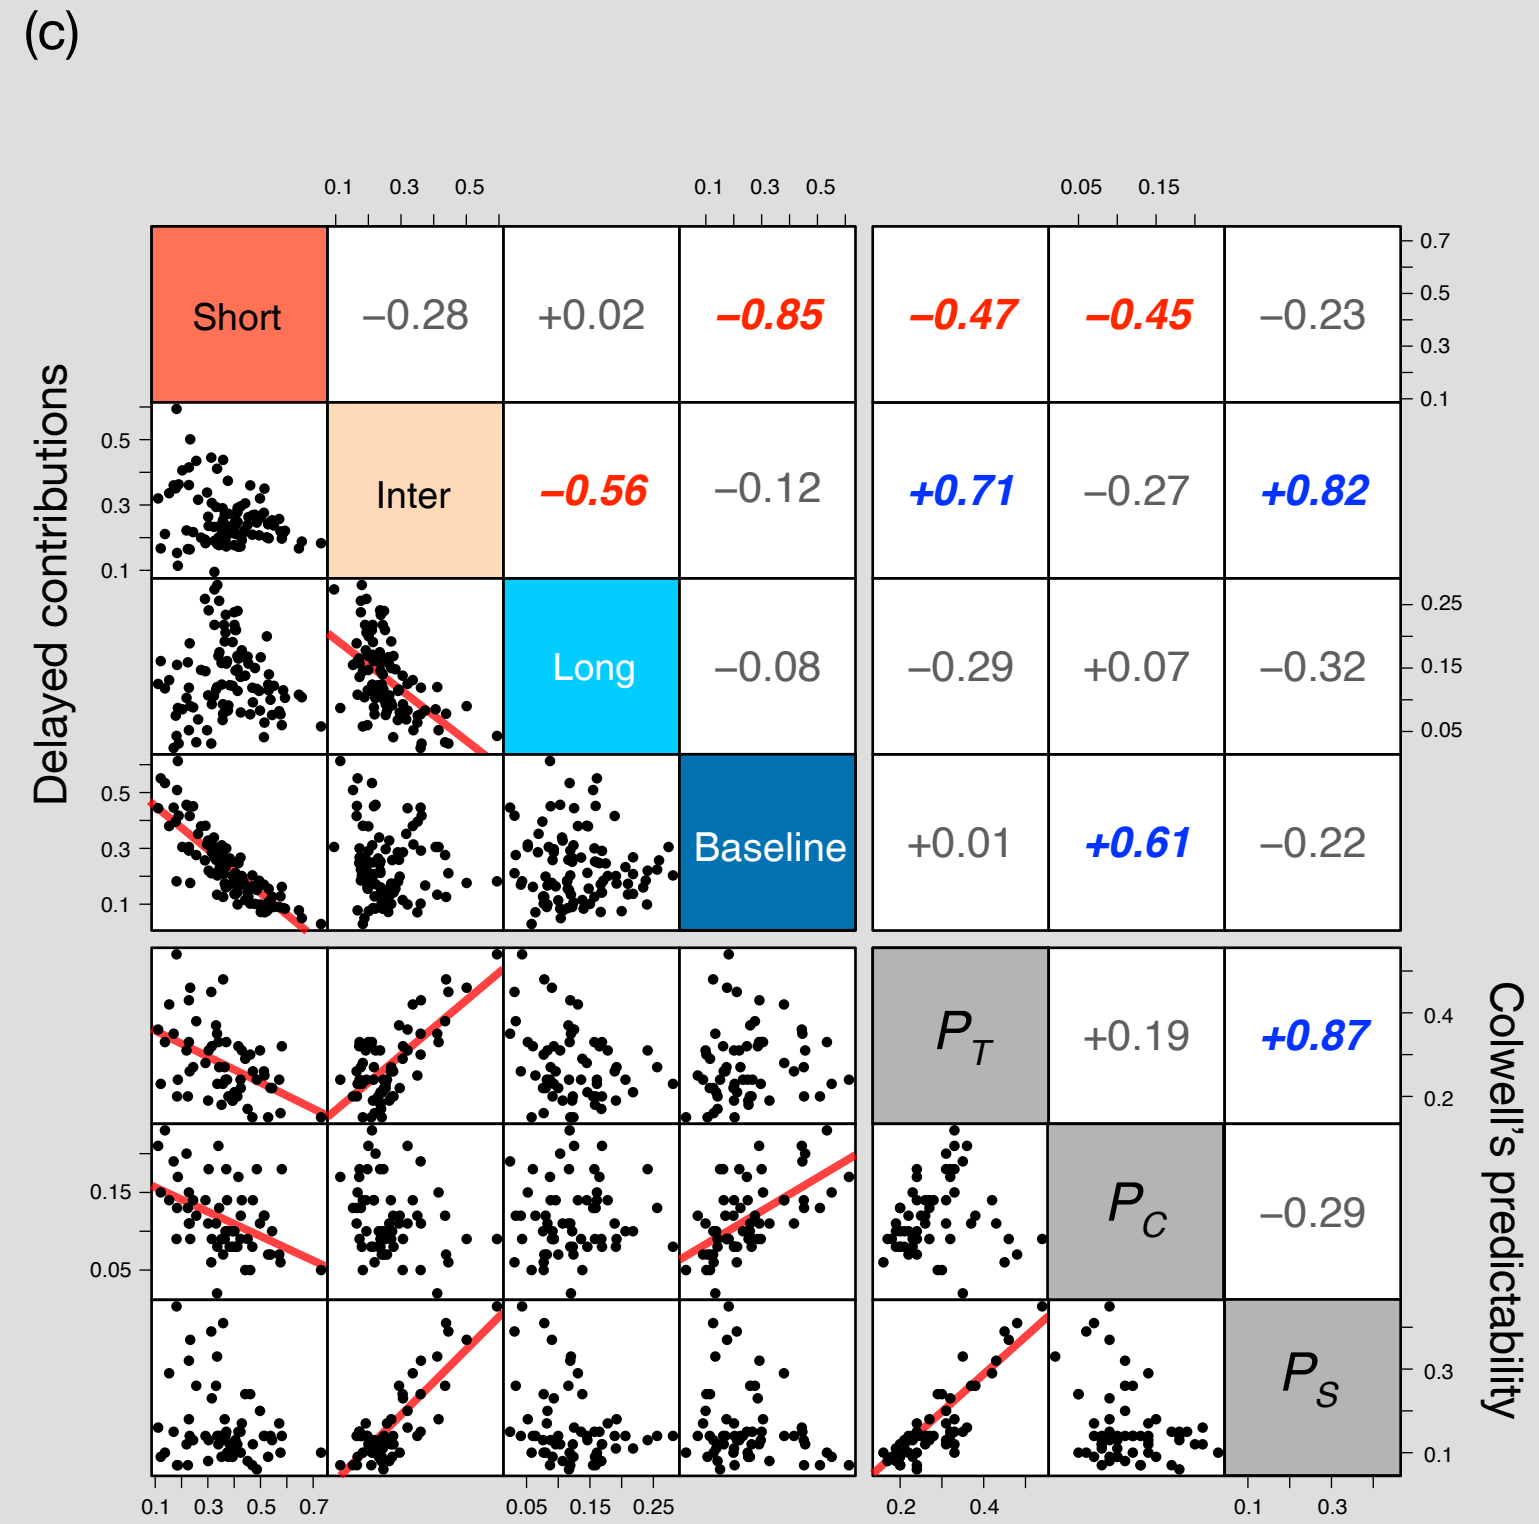 (c)
0.1 0.3 0.5 0.1 0.3 0.5 0.05 0.15
Short −0.28 +0.02 −0.85 −0.47 −0.45 −0.23
0.7
0.5
0.3
0.1
Delayed contributions
0.5
0.3
0.1
Inter −0.56 −0.12 +0.71 −0.27 +0.82
Long −0.08 −0.29 +0.07 −0.32
0.25
0.15
0.05
0.5
0.3
0.1
Baseline +0.01 +0.61 −0.22
P_T +0.19 +0.87
0.4
0.2
Colwell’s predictability
0.15
0.05
P_C −0.29
P_S
0.3
0.1
0.1 0.3 0.5 0.7 0.05 0.15 0.25 0.2 0.4 0.1 0.3